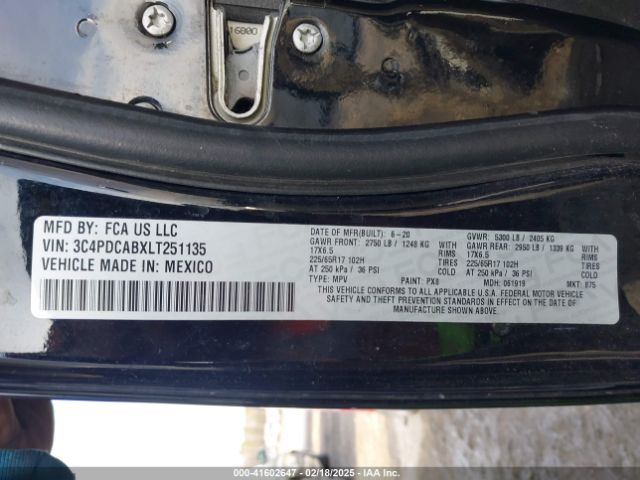 16800
MFD BY: FCA US LLC
VIN: 3C4PDCABXLT251135
VEHICLE MADE IN: MEXICO
DATE OF MFR(BUILT): 6-20 GVWR: 5300 LB / 2405 KG
GAWR FRONT: 2750 LB / 1248 KG WITH GAWR REAR: 2950 LB / 1339 KG WITH
17X6.5 RIMS 17X6.5 RIMS
225/65R17 102H TIRES 225/65R17 102H TIRES
AT 250 kPa / 36 PSI COLD AT 250 kPa / 36 PSI COLD
TYPE: MPV PAINT: PX8 MDH: 061919 MKT: 875
THIS VEHICLE CONFORMS TO ALL APPLICABLE U.S.A. FEDERAL MOTOR VEHICLE
SAFETY AND THEFT PREVENTION STANDARDS IN EFFECT ON THE DATE OF
MANUFACTURE SHOWN ABOVE.
000-41602647 - 02/18/2025 - IAAI.COM